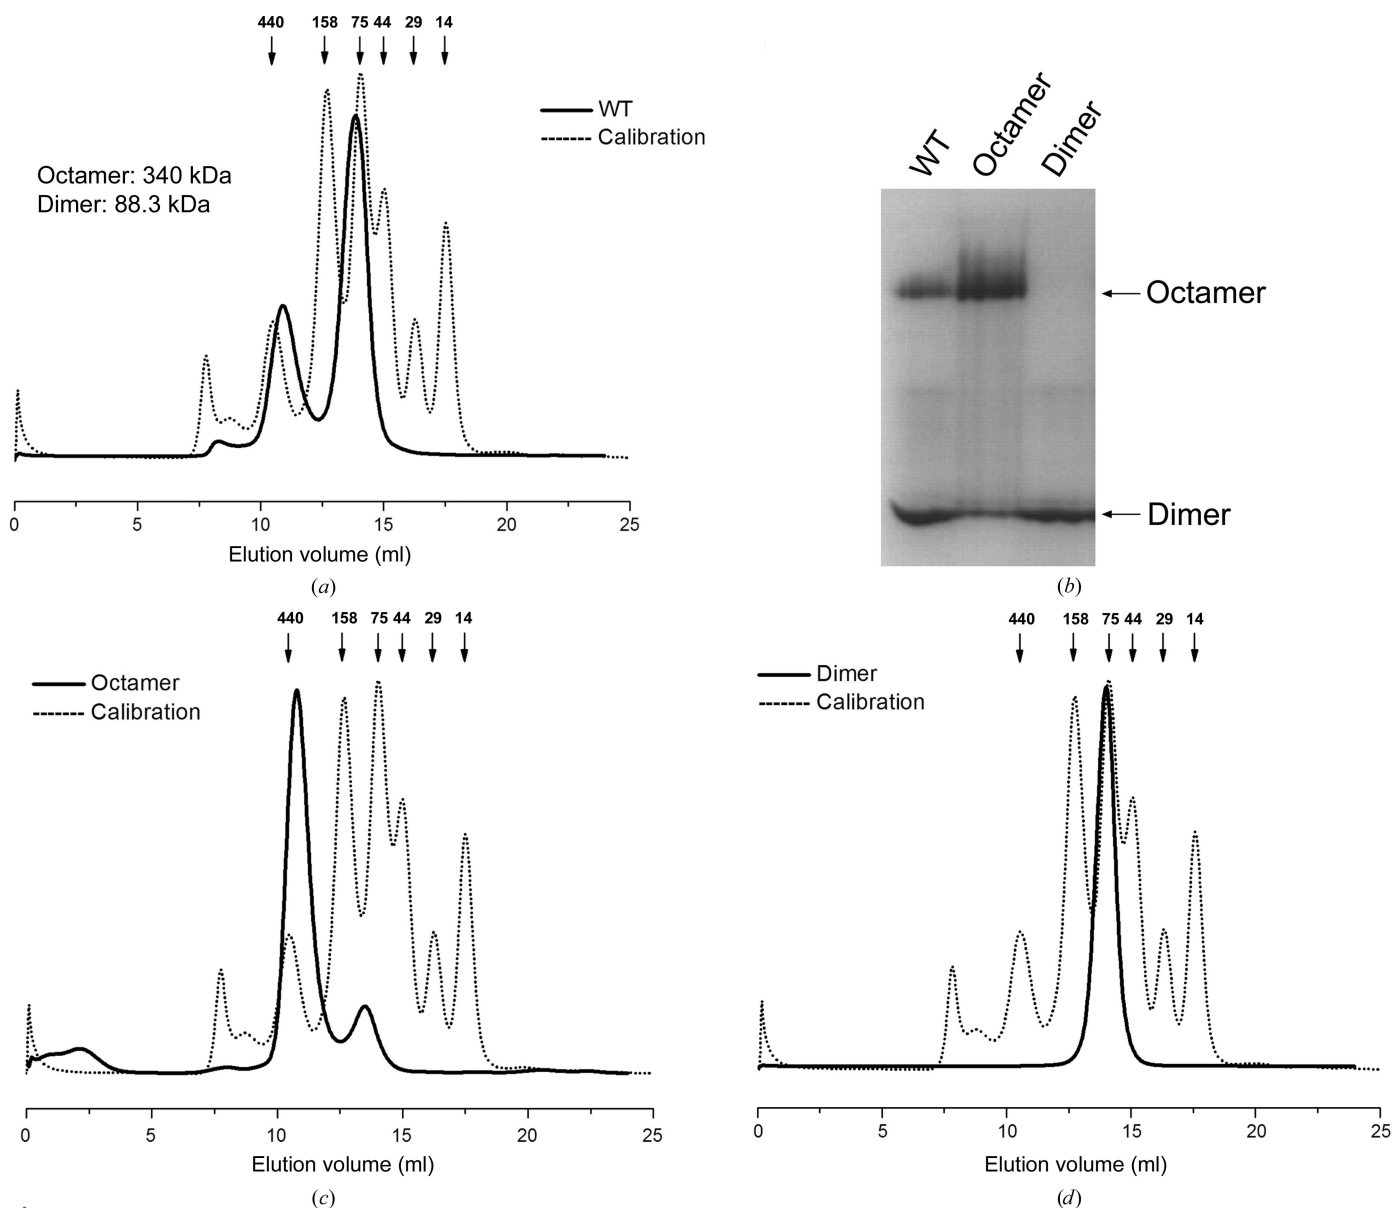 440 158 75 44 29 14
WT
Calibration
Octamer: 340 kDa
Dimer: 88.3 kDa
0 5 10 15 20 25
Elution volume (ml)
(a)
WT Octamer Dimer
Octamer
Dimer
(b)
440 158 75 44 29 14
Octamer
Calibration
0 5 10 15 20 25
Elution volume (ml)
(c)
440 158 75 44 29 14
Dimer
Calibration
0 5 10 15 20 25
Elution volume (ml)
(d)